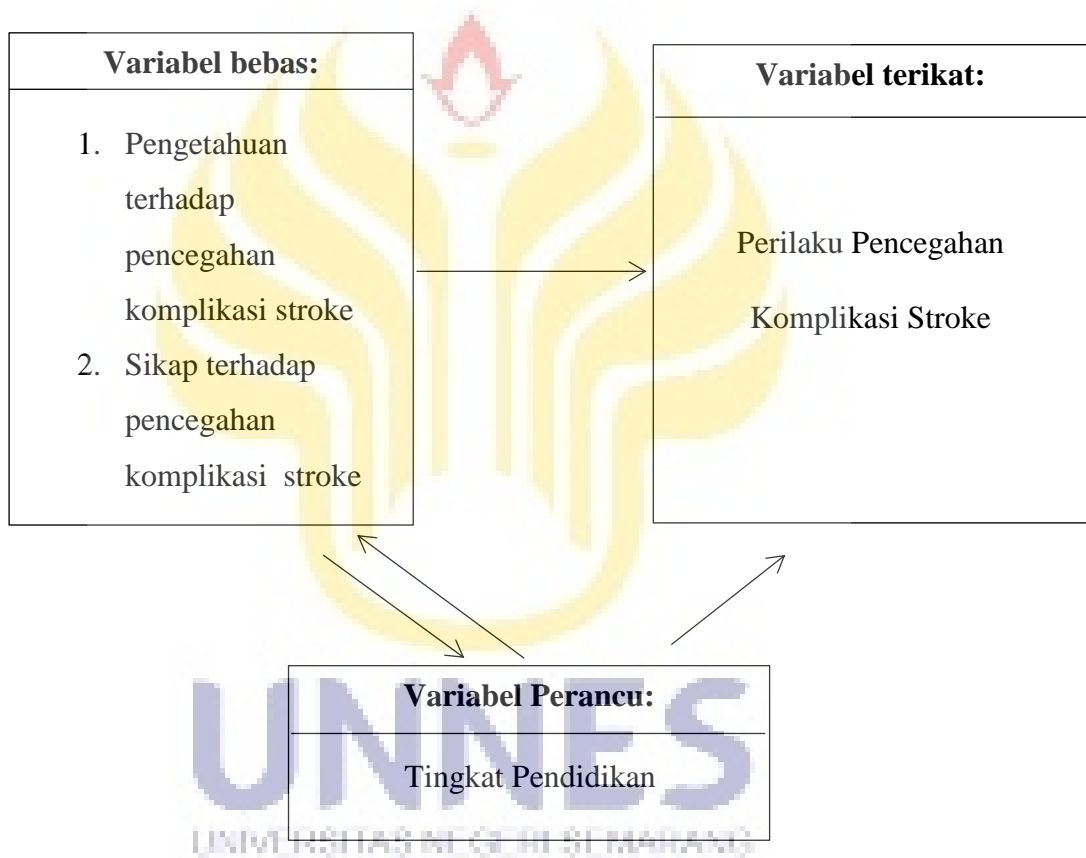 Variabel bebas:
1. Pengetahuan
terhadap
pencegahan
komplikasi stroke
2. Sikap terhadap
pencegahan
komplikasi stroke
Variabel terikat:
Perilaku Pencegahan
Komplikasi Stroke
Variabel Perancu:
Tingkat Pendidikan
UNNES
UNIVERSITAS NEGERI SEMARANG